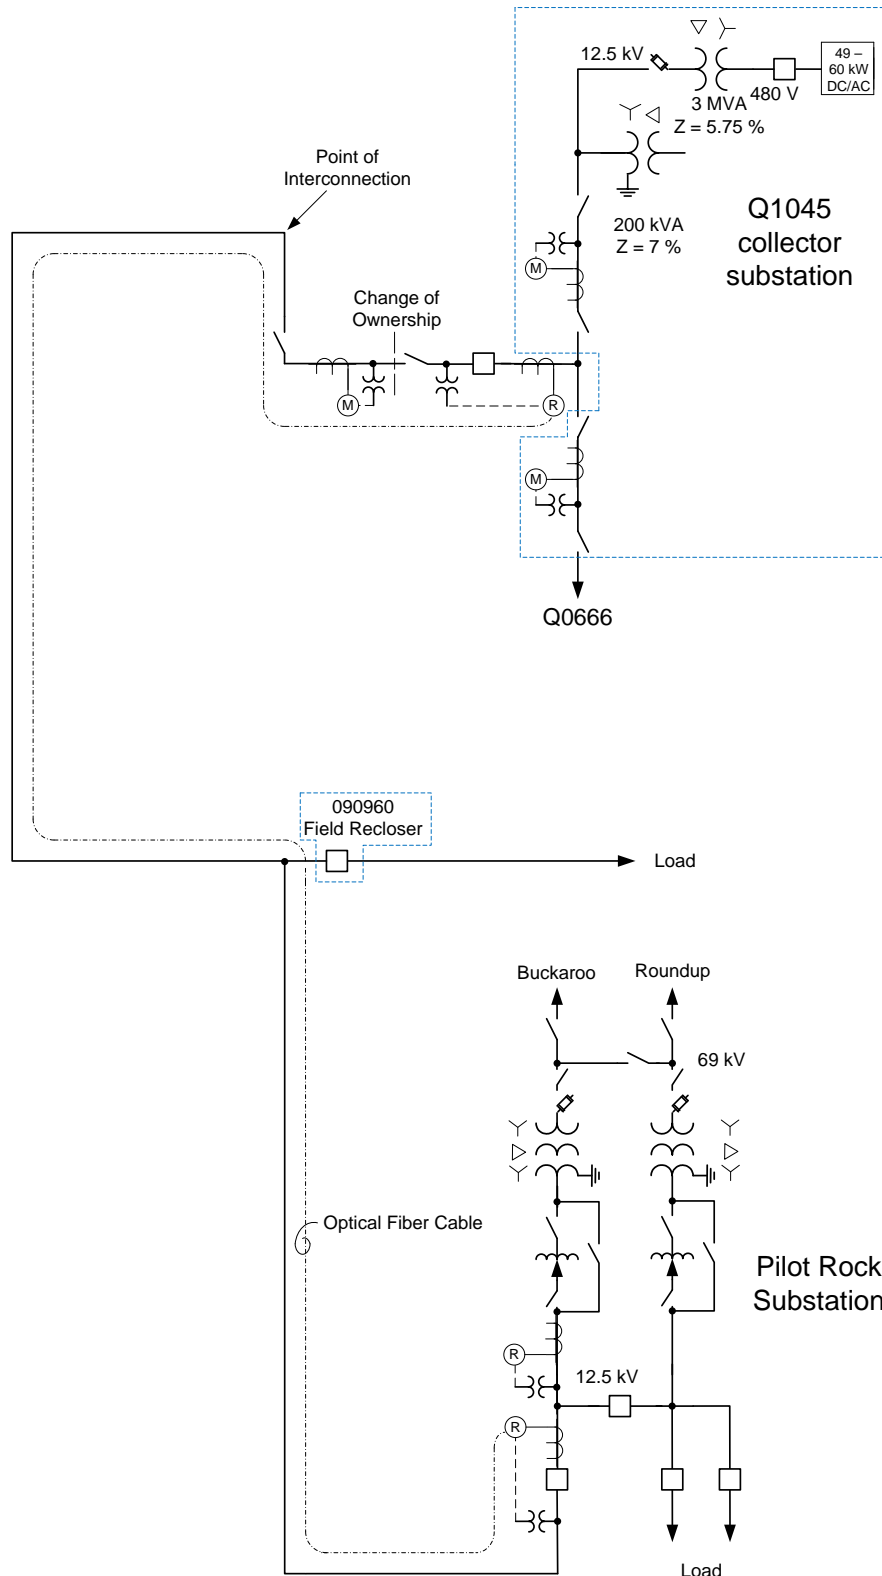 12.5 kV
49 –
60 kW
DC/AC
3 MVA
480 V
Z = 5.75 %
Point of
Interconnection
Q1045
collector
substation
200 kVA
Z = 7 %
M
Change of
Ownership
M
R
M
Q0666
090960
Field Recloser
Load
Buckaroo
Roundup
69 kV
Optical Fiber Cable
Pilot Rock
Substation
R
12.5 kV
R
Load